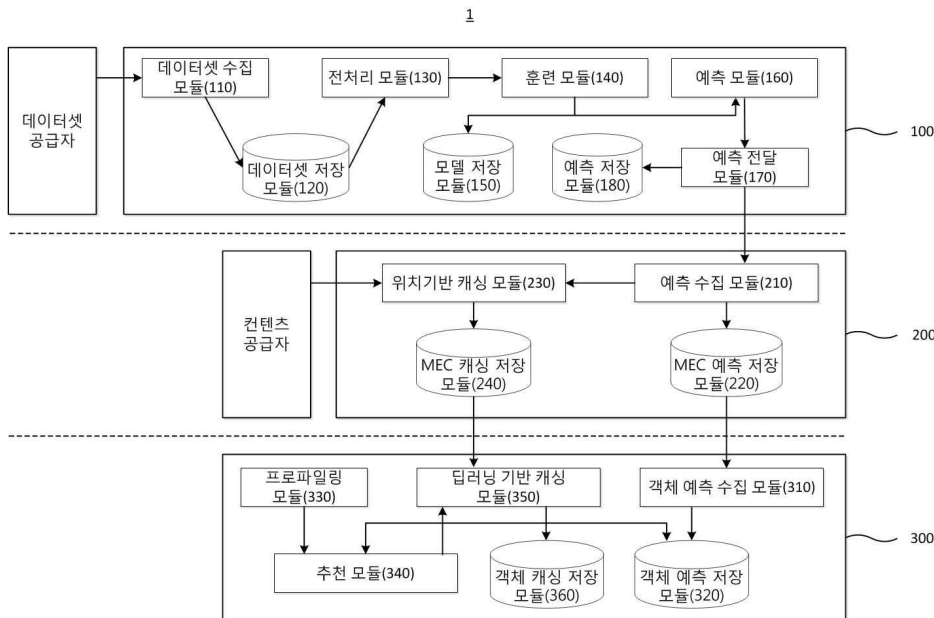 1
데이터셋
공급자
데이터셋 수집
모듈(110)
전처리 모듈(130)
훈련 모듈(140)
예측 모듈(160)
데이터셋 저장
모듈(120)
모델 저장
모듈(150)
예측 저장
모듈(180)
예측 전달
모듈(170)
100
컨텐츠
공급자
위치기반 캐싱 모듈(230)
예측 수집 모듈(210)
MEC 캐싱 저장
모듈(240)
MEC 예측 저장
모듈(220)
200
프로파일링
모듈(330)
딥러닝 기반 캐싱
모듈(350)
객체 예측 수집 모듈(310)
추천 모듈(340)
객체 캐싱 저장
모듈(360)
객체 예측 저장
모듈(320)
300